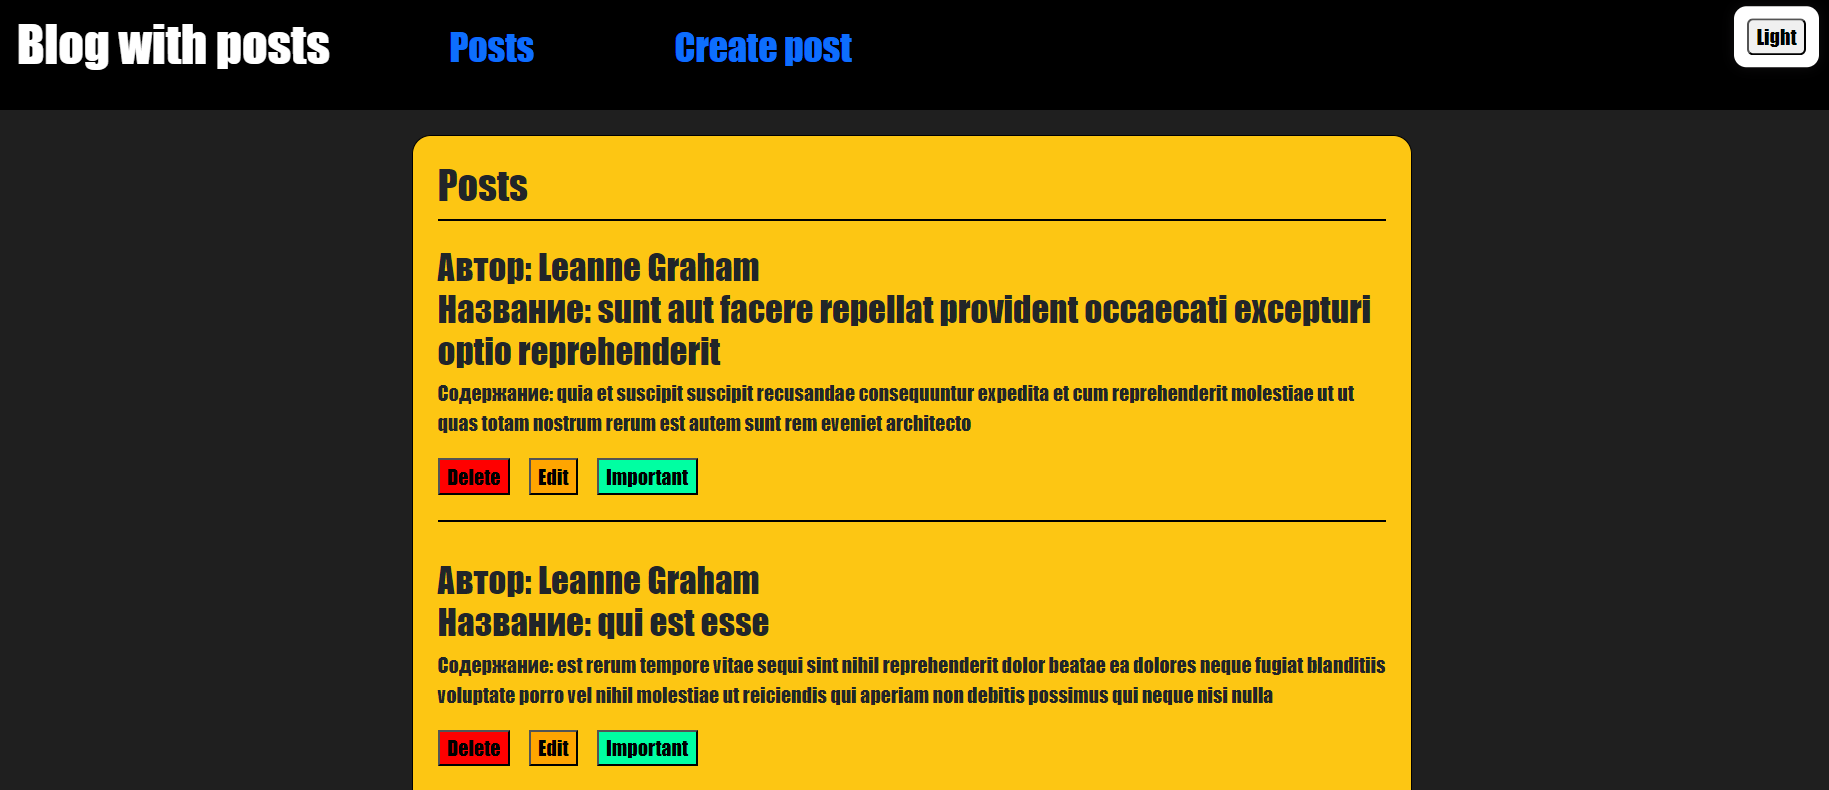 Blog with posts Posts Create post Light
Posts
Автор: Leanne Graham
Название: sunt aut facere repellat provident occaecati excepturi
optio reprehenderit
Содержание: quia et suscipit suscipit recusandae consequuntur expedita et cum reprehenderit molestiae ut ut
quas totam nostrum rerum est autem sunt rem eveniet architecto
Delete Edit Important
Автор: Leanne Graham
Название: qui est esse
Содержание: est rerum tempore vitae sequi sint nihil reprehenderit dolor beatae ea dolores neque fugiat blanditiis
voluptate porro vel nihil molestiae ut reiciendis qui aperiam non debitis possimus qui neque nisi nulla
Delete Edit Important